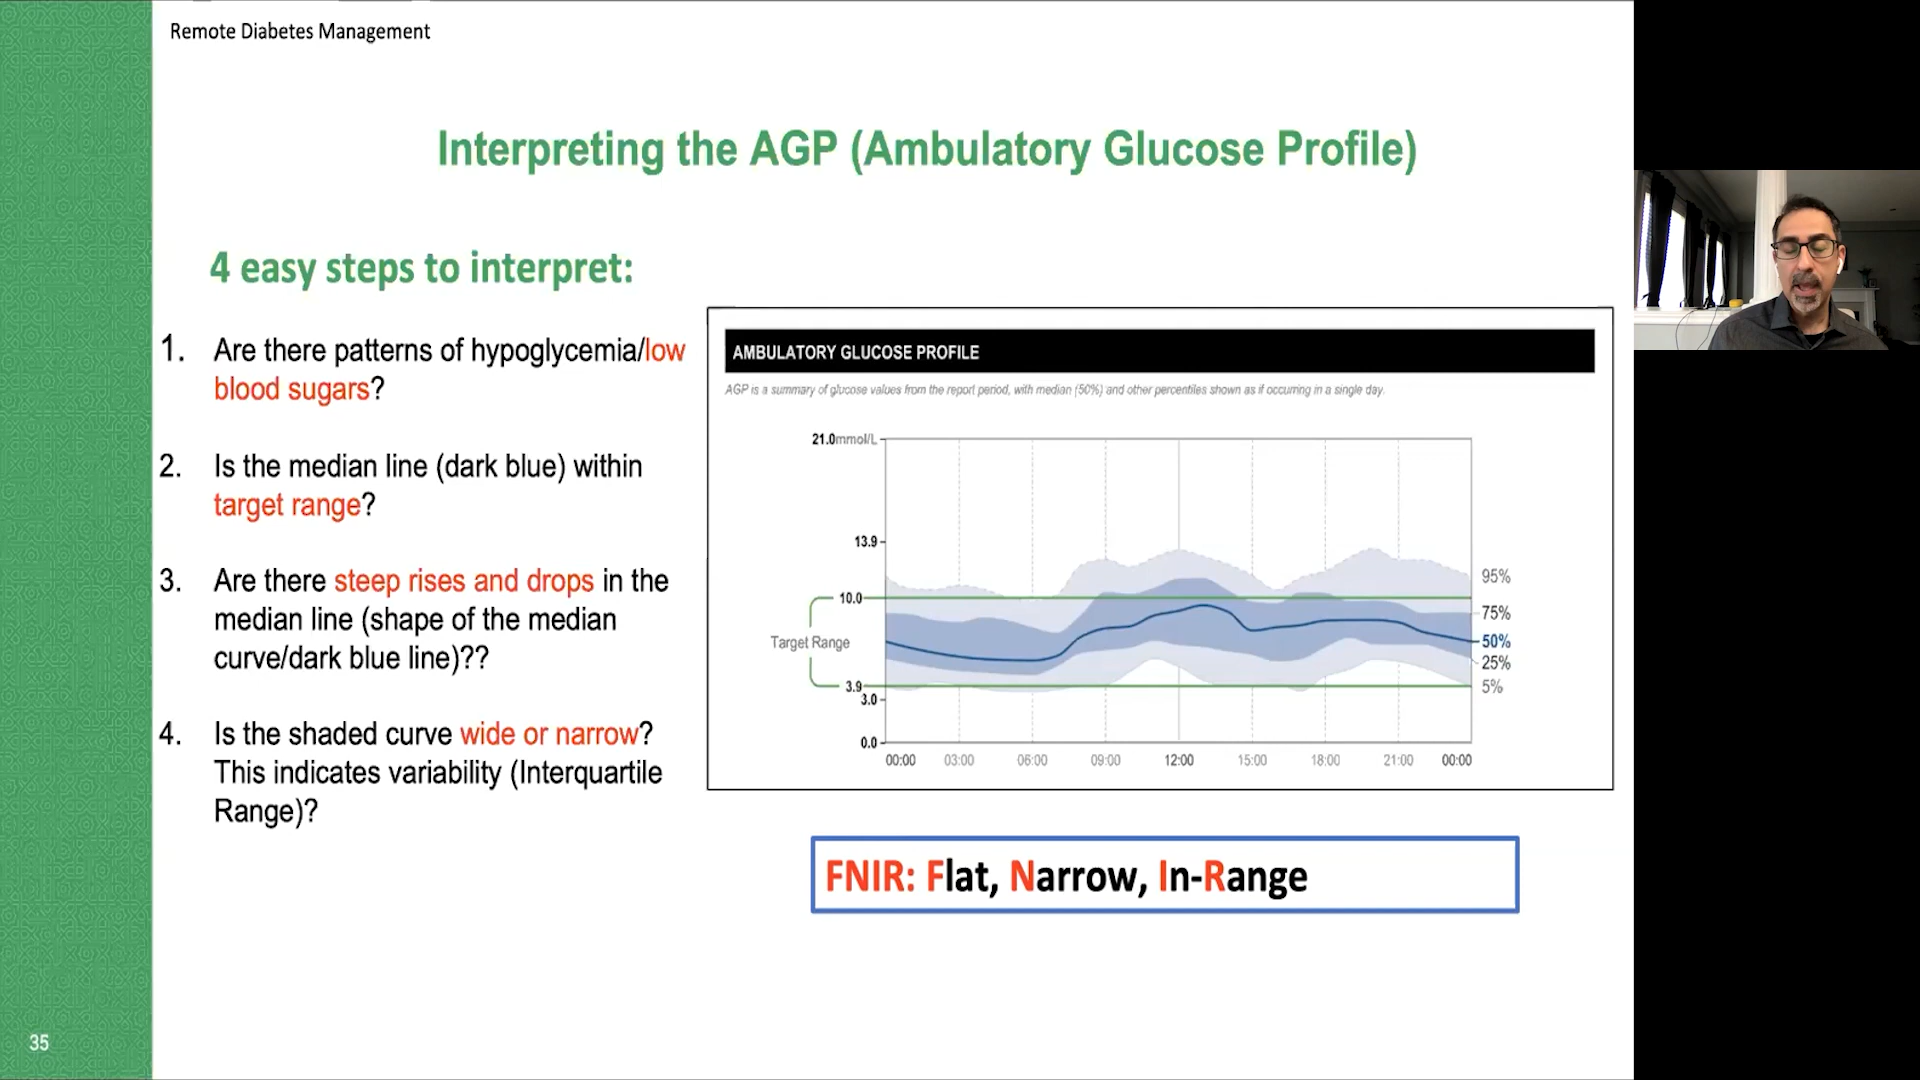 Remote Diabetes Management
Interpreting the AGP (Ambulatory Glucose Profile)
4 easy steps to interpret:
1. Are there patterns of hypoglycemia/low
blood sugars?
2. Is the median line (dark blue) within
target range?
3. Are there steep rises and drops in the
median line (shape of the median
curve/dark blue line)??
4. Is the shaded curve wide or narrow?
This indicates variability (Interquartile
Range)?
AMBULATORY GLUCOSE PROFILE
AGP is a summary of glucose values from the report period, with median (50%) and other percentiles shown as if occurring in a single day.
21.0mmol/L
13.9
10.0
Target Range
3.9
3.0
0.0
95%
75%
50%
25%
5%
00:00 03:00 06:00 09:00 12:00 15:00 18:00 21:00 00:00
FNIR: Flat, Narrow, In-Range
35